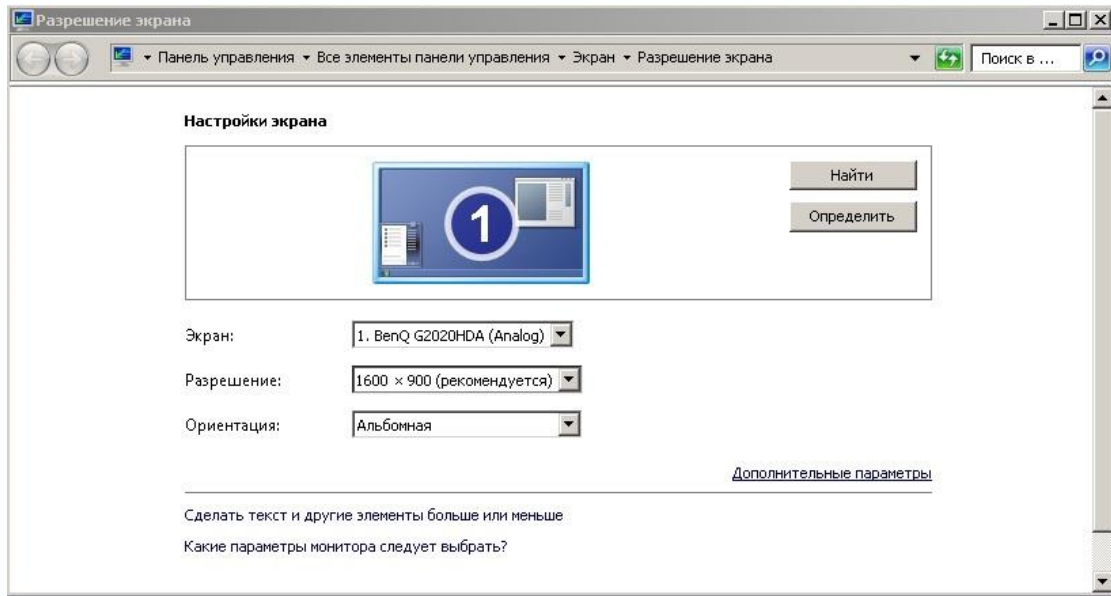 Разрешение экрана
Панель управления Все элементы панели управления Экран Разрешение экрана Поиск в ...
Настройки экрана
1
Найти
Определить
Экран: 1. BenQ G2020HDA (Analog)
Разрешение: 1600 × 900 (рекомендуется)
Ориентация: Альбомная
Дополнительные параметры
Сделать текст и другие элементы больше или меньше
Какие параметры монитора следует выбрать?